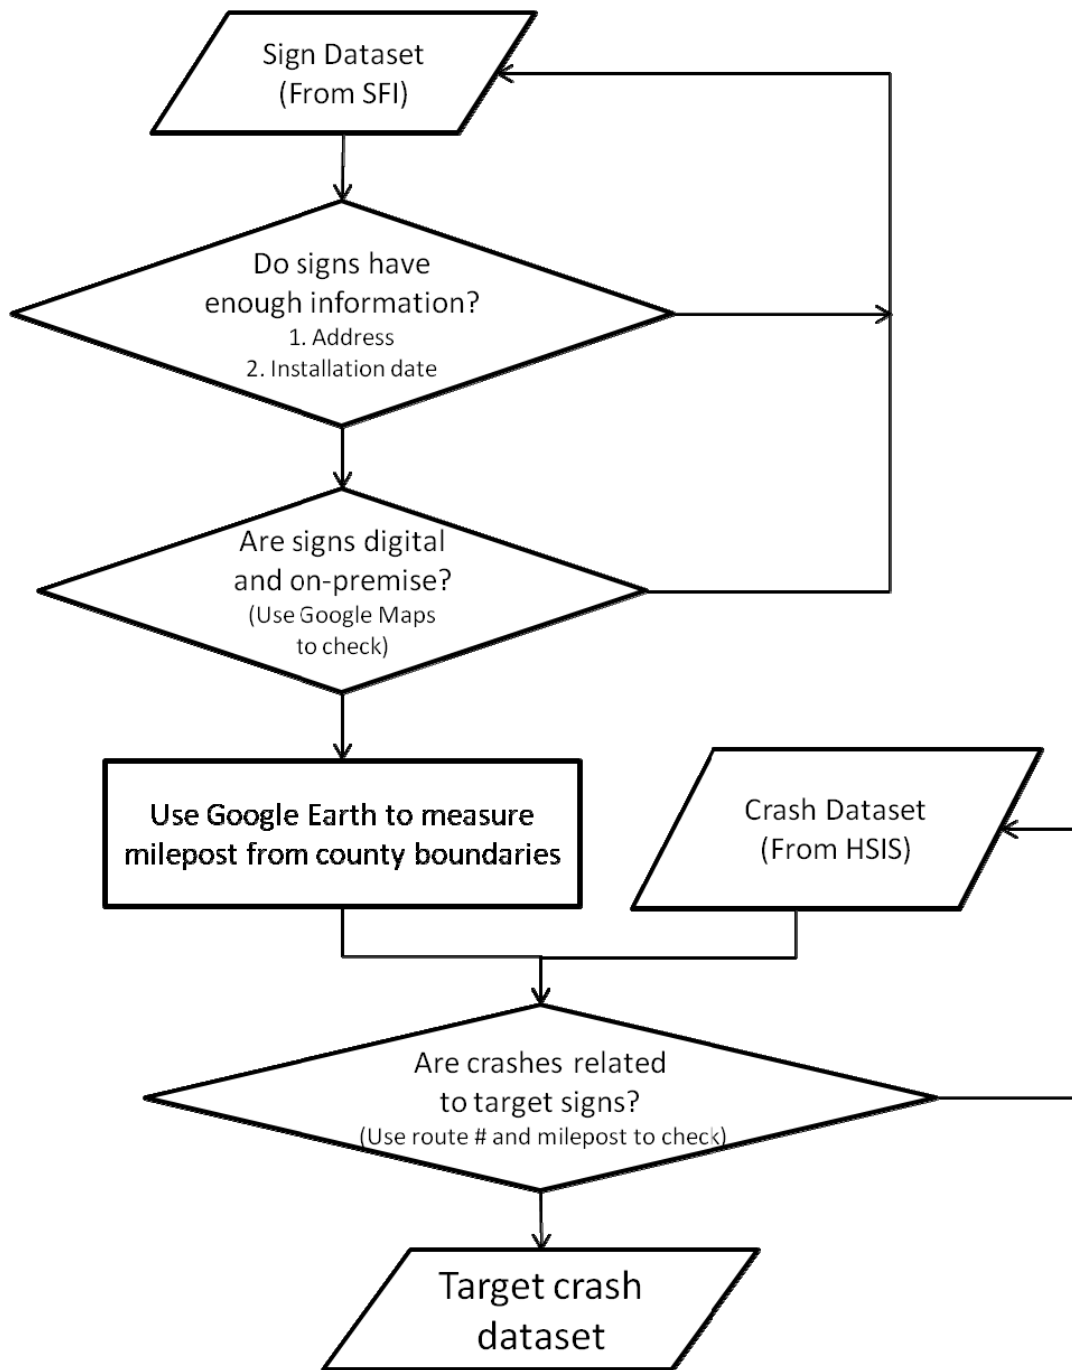 Sign Dataset
(From SFI)
Do signs have
enough information?
1. Address
2. Installation date
Are signs digital
and on-premise?
(Use Google Maps
to check)
Use Google Earth to measure
milepost from county boundaries
Crash Dataset
(From HSIS)
Are crashes related
to target signs?
(Use route # and milepost to check)
Target crash
dataset